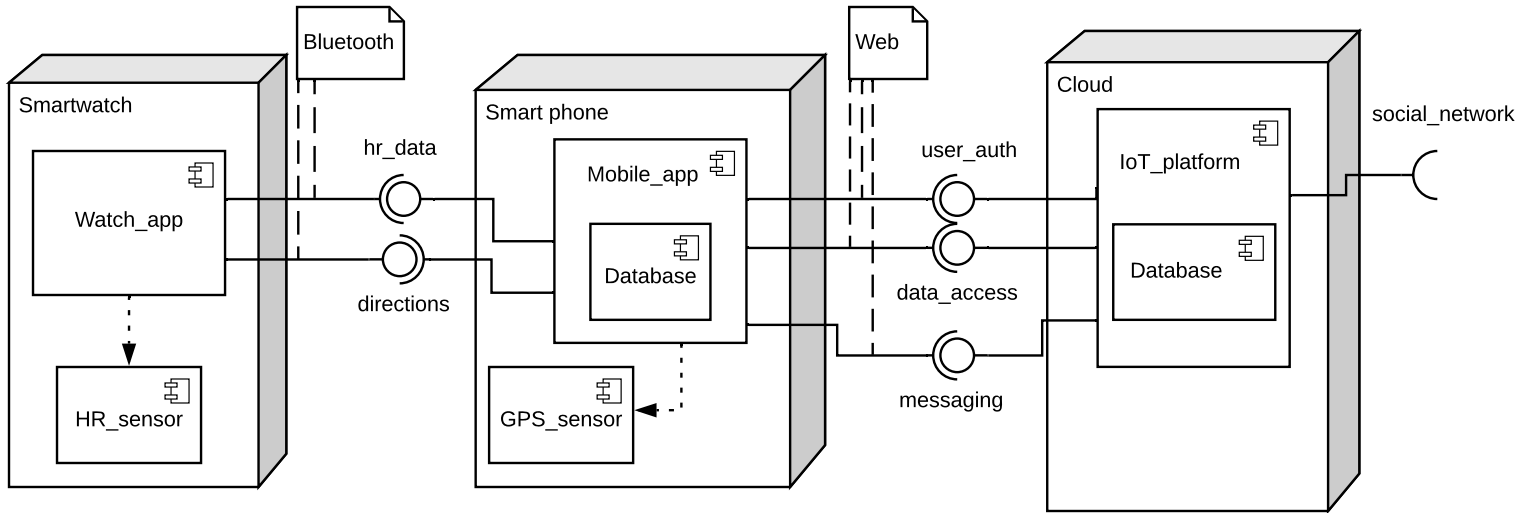 Bluetooth
Web
Smartwatch
Smart phone
Cloud
social_network
hr_data
user_auth
Mobile_app
IoT_platform
Watch_app
Database
Database
directions
data_access
messaging
HR_sensor
GPS_sensor